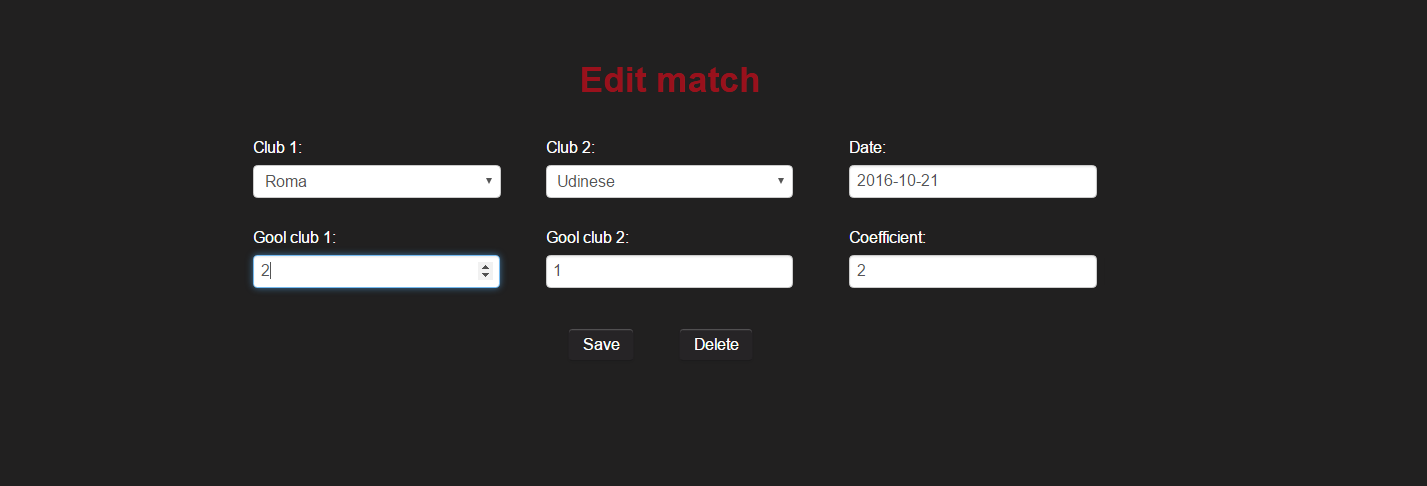 Edit match
Club 1: Club 2: Date:
Roma Udinese 2016-10-21
Gool club 1: Gool club 2: Coefficient:
2 1 2
Save Delete